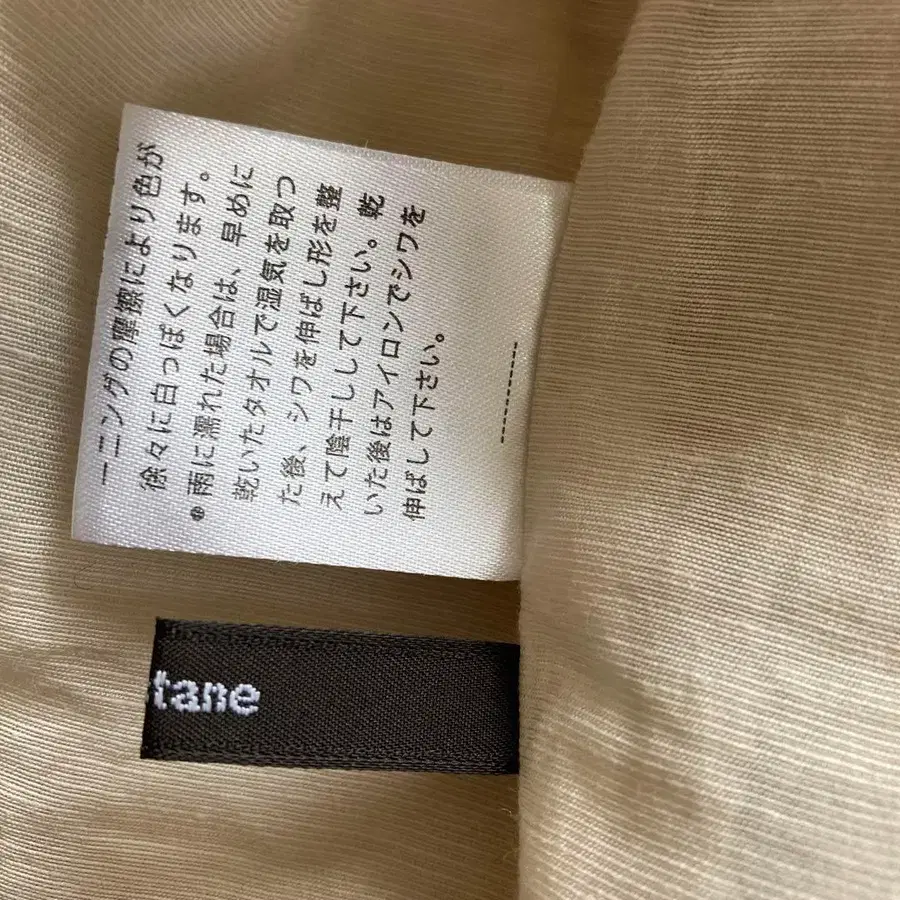 ーニングの摩擦により色が
徐々に白っぽくなります。
●雨に濡れた場合は、早めに
乾いたタオルで湿気を取っ
た後、シワを伸ばし形を整
えて陰干しして下さい。乾
いた後はアイロンでシワを
伸ばして下さい。
----------
tane